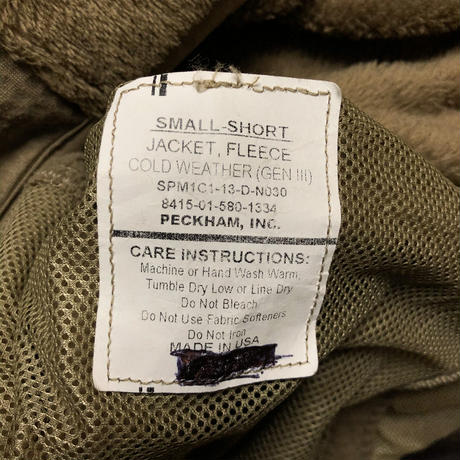 SMALL-SHORT
JACKET, FLEECE
COLD WEATHER (GEN III)
SPM1C1-13-D-N030
8415-01-580-1334
PECKHAM, INC.
CARE INSTRUCTIONS:
Machine or Hand Wash Warm,
Tumble Dry Low or Line Dry
Do Not Bleach
Do Not Use Fabric Softeners
Do Not Iron
MADE IN USA